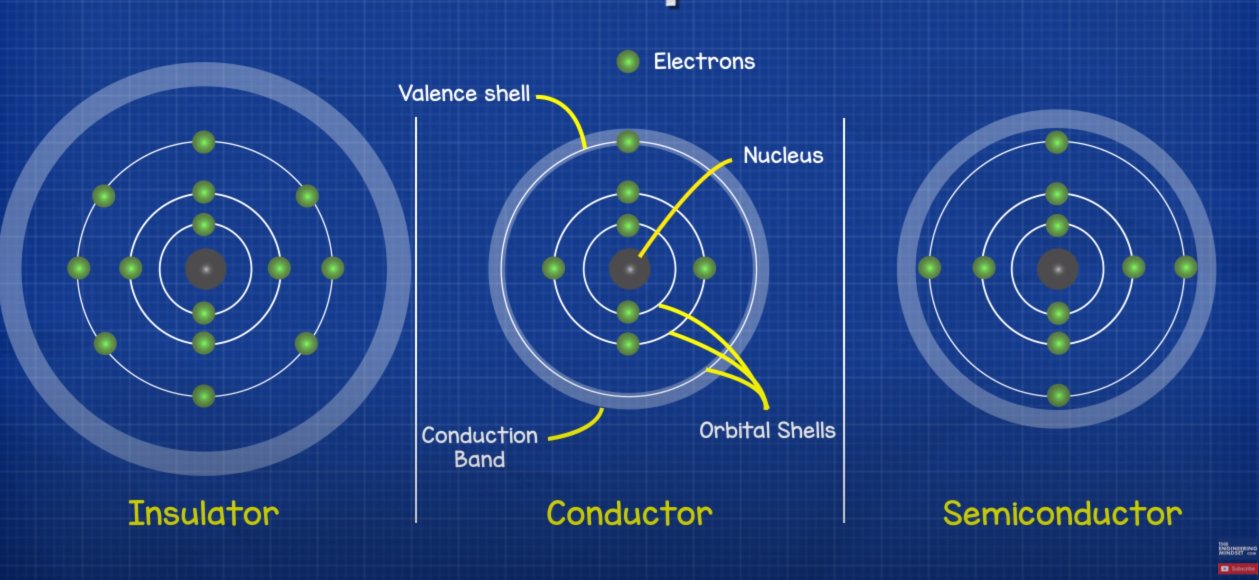 Electrons
Valence shell
Nucleus
Conduction
Band
Orbital Shells
Insulator
Conductor
Semiconductor
THE
ENGINEERING
MINDSET .COM
Subscribe